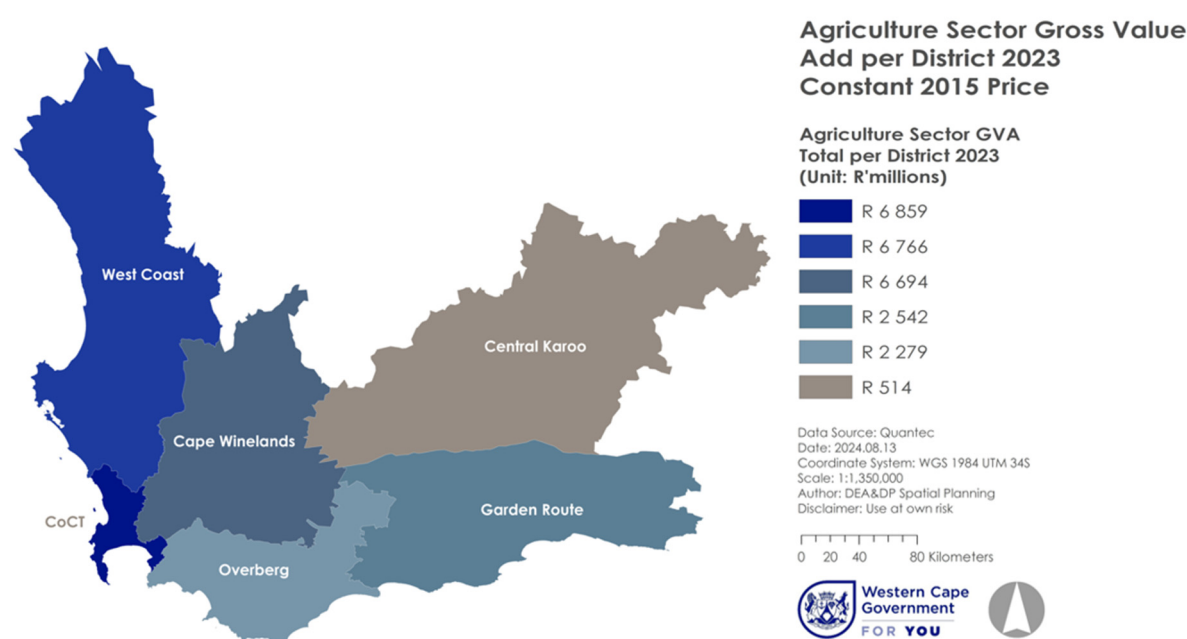 Agriculture Sector Gross Value
Add per District 2023
Constant 2015 Price
Agriculture Sector GVA
Total per District 2023
(Unit: R'millions)
R 6 859
R 6 766
R 6 694
R 2 542
R 2 279
R 514
Data Source: Quantec
Date: 2024.08.13
Coordinate System: WGS 1984 UTM 34S
Scale: 1:1,350,000
Author: DEA&DP Spatial Planning
Disclaimer: Use at own risk
0 20 40 80 Kilometers
Western Cape
Government
FOR YOU
West Coast
Central Karoo
Cape Winelands
Garden Route
CoCT
Overberg